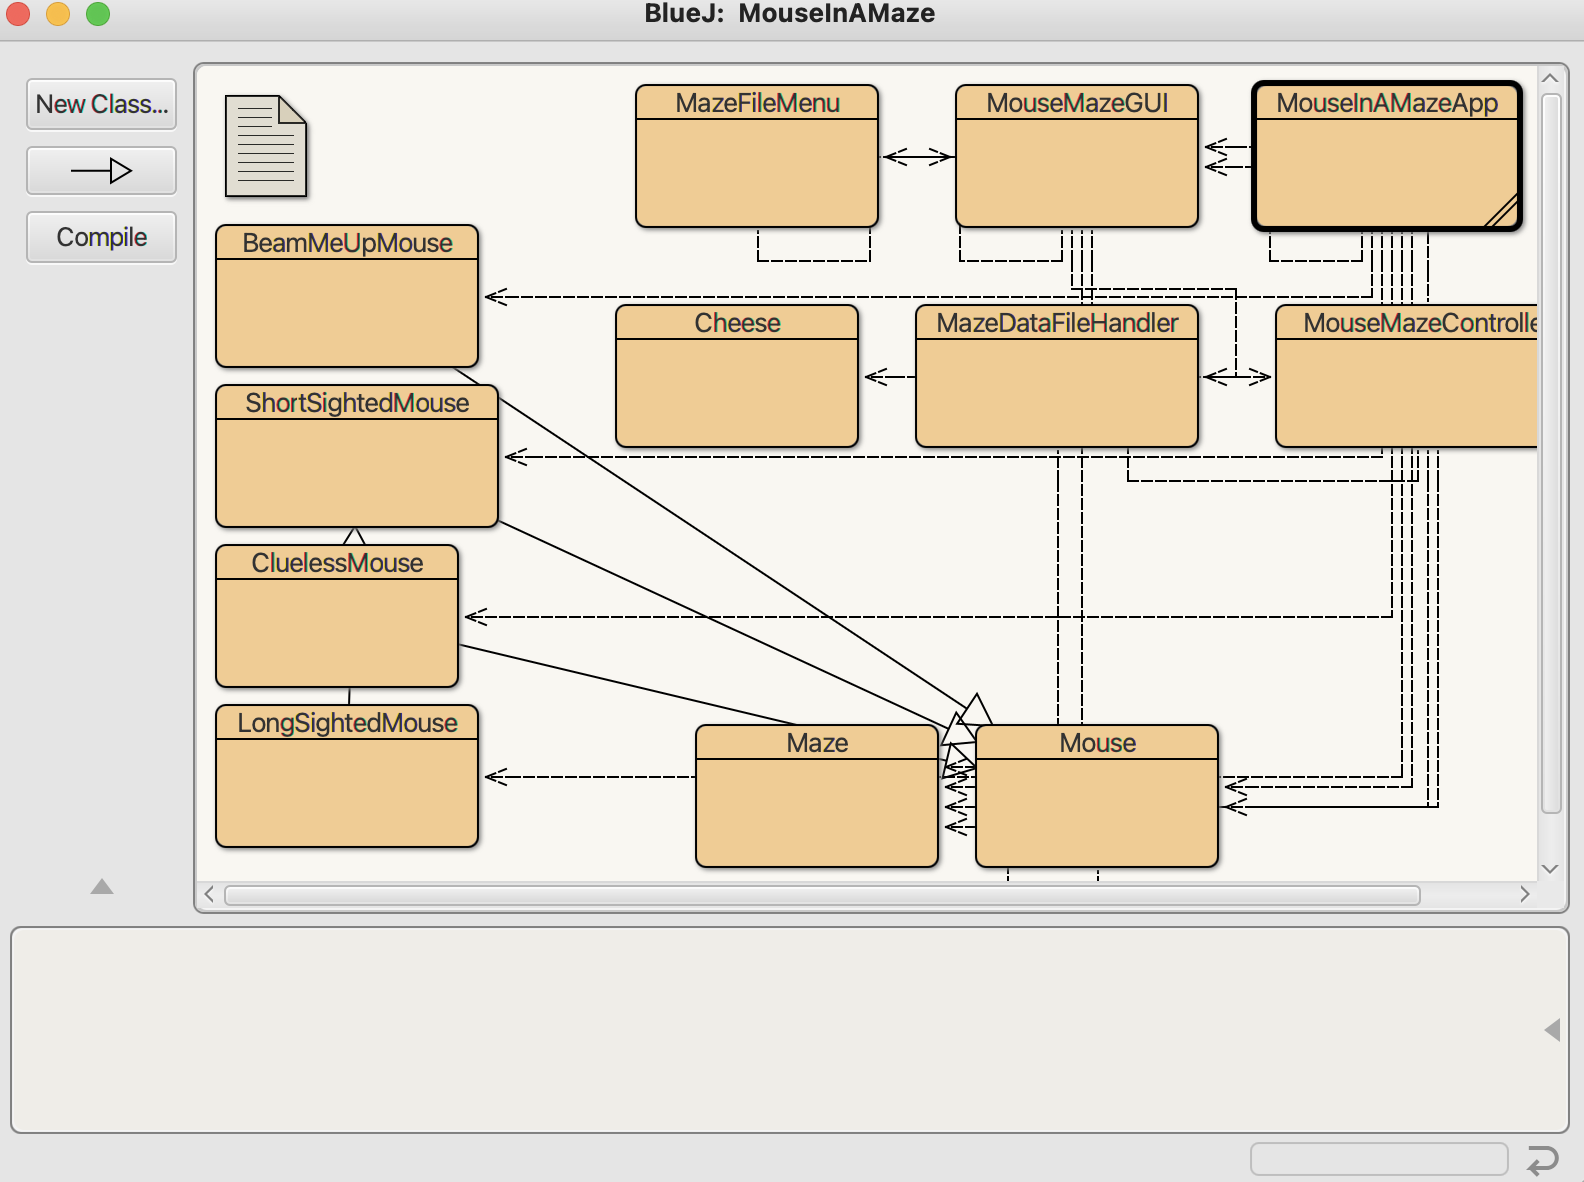 BlueJ:  MouseInAMaze
New Class...
Compile
MazeFileMenu
MouseMazeGUI
MouseInAMazeApp
BeamMeUpMouse
Cheese
MazeDataFileHandler
MouseMazeControlle
ShortSightedMouse
CluelessMouse
LongSightedMouse
Maze
Mouse